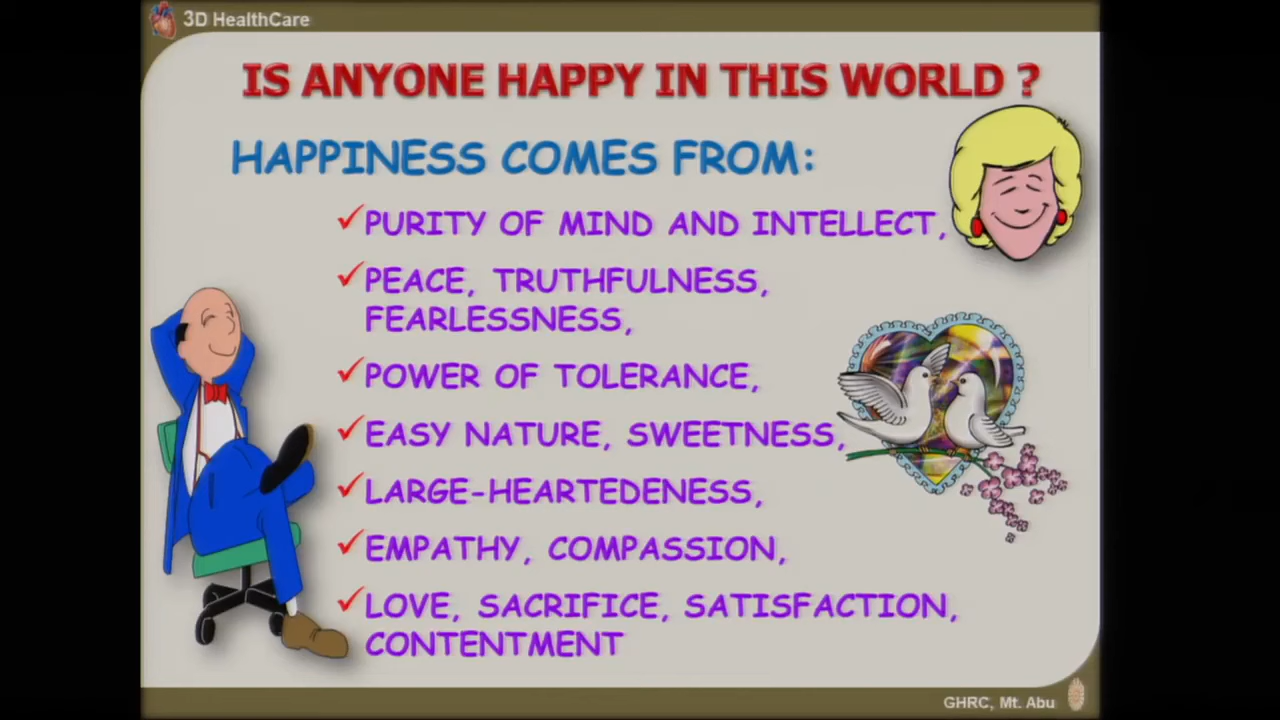 3D HealthCare
IS ANYONE HAPPY IN THIS WORLD ?
HAPPINESS COMES FROM:
✓PURITY OF MIND AND INTELLECT,
✓PEACE, TRUTHFULNESS,
FEARLESSNESS,
✓POWER OF TOLERANCE,
✓EASY NATURE, SWEETNESS,
✓LARGE-HEARTEDENESS,
✓EMPATHY, COMPASSION,
✓LOVE, SACRIFICE, SATISFACTION,
CONTENTMENT
GHRC, Mt. Abu